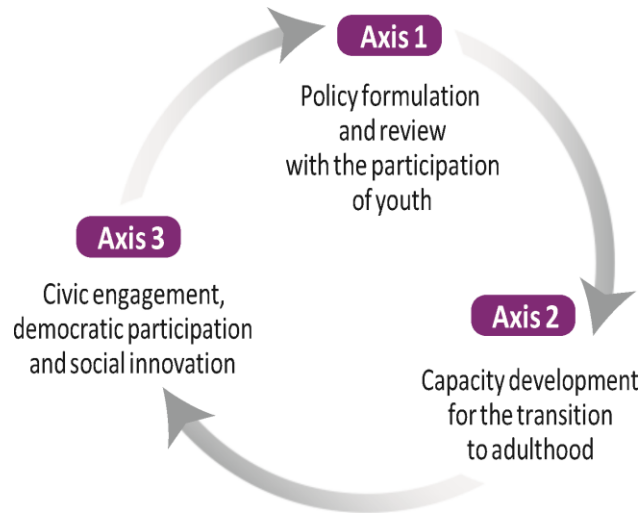 Axis 1
Policy formulation
and review
with the participation
of youth
Axis 2
Capacity development
for the transition
to adulthood
Axis 3
Civic engagement,
democratic participation
and social innovation